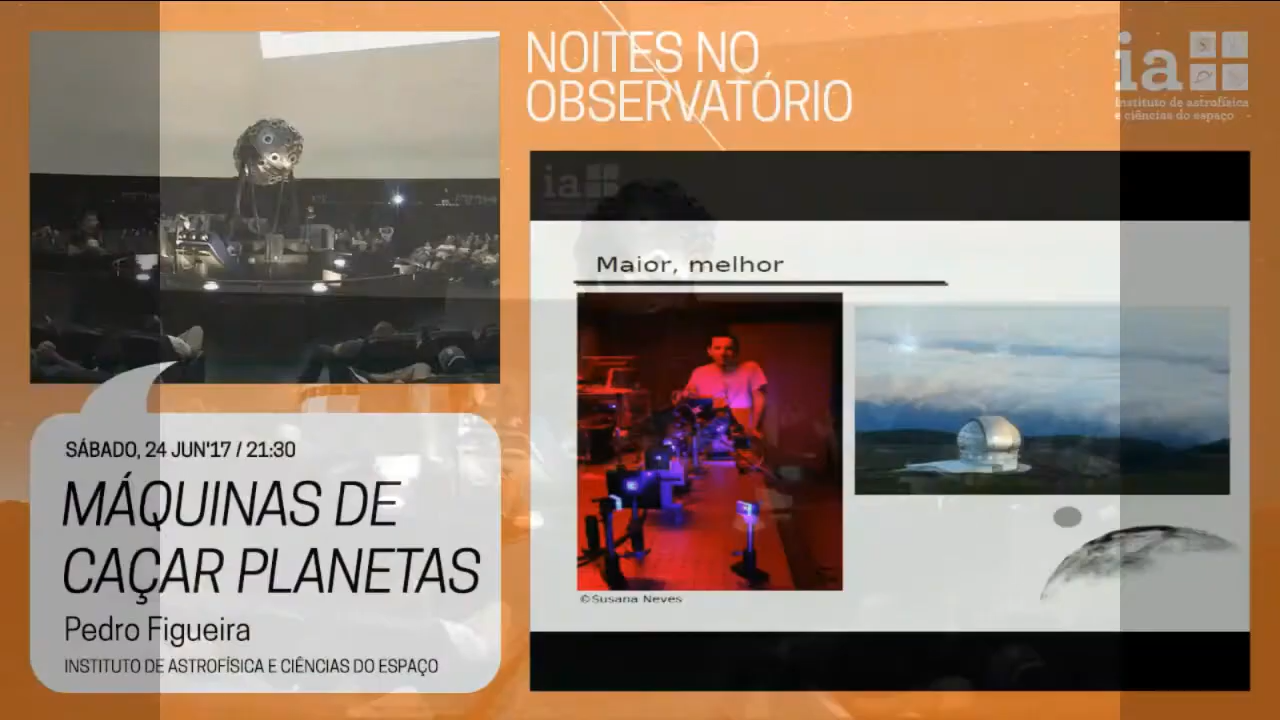 NOITES NO
OBSERVATÓRIO
ia
instituto de astrofísica
e ciências do espaço
ia
Maior, melhor
©Susana Neves
SÁBADO, 24 JUN'17 / 21:30
MÁQUINAS DE
CAÇAR PLANETAS
Pedro Figueira
INSTITUTO DE ASTROFÍSICA E CIÊNCIAS DO ESPAÇO